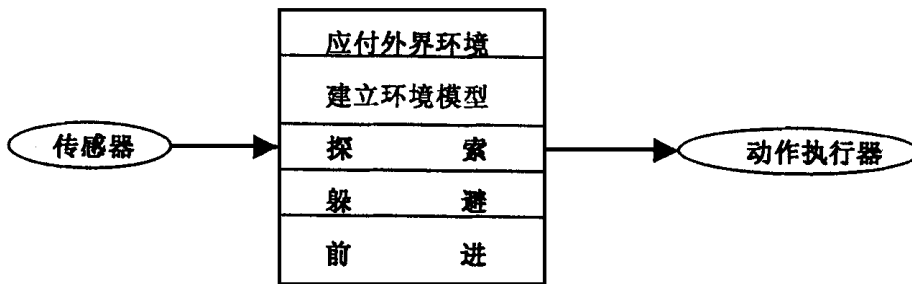 应付外界环境
建立环境模型
传感器
探 索
动作执行器
躲 避
前 进